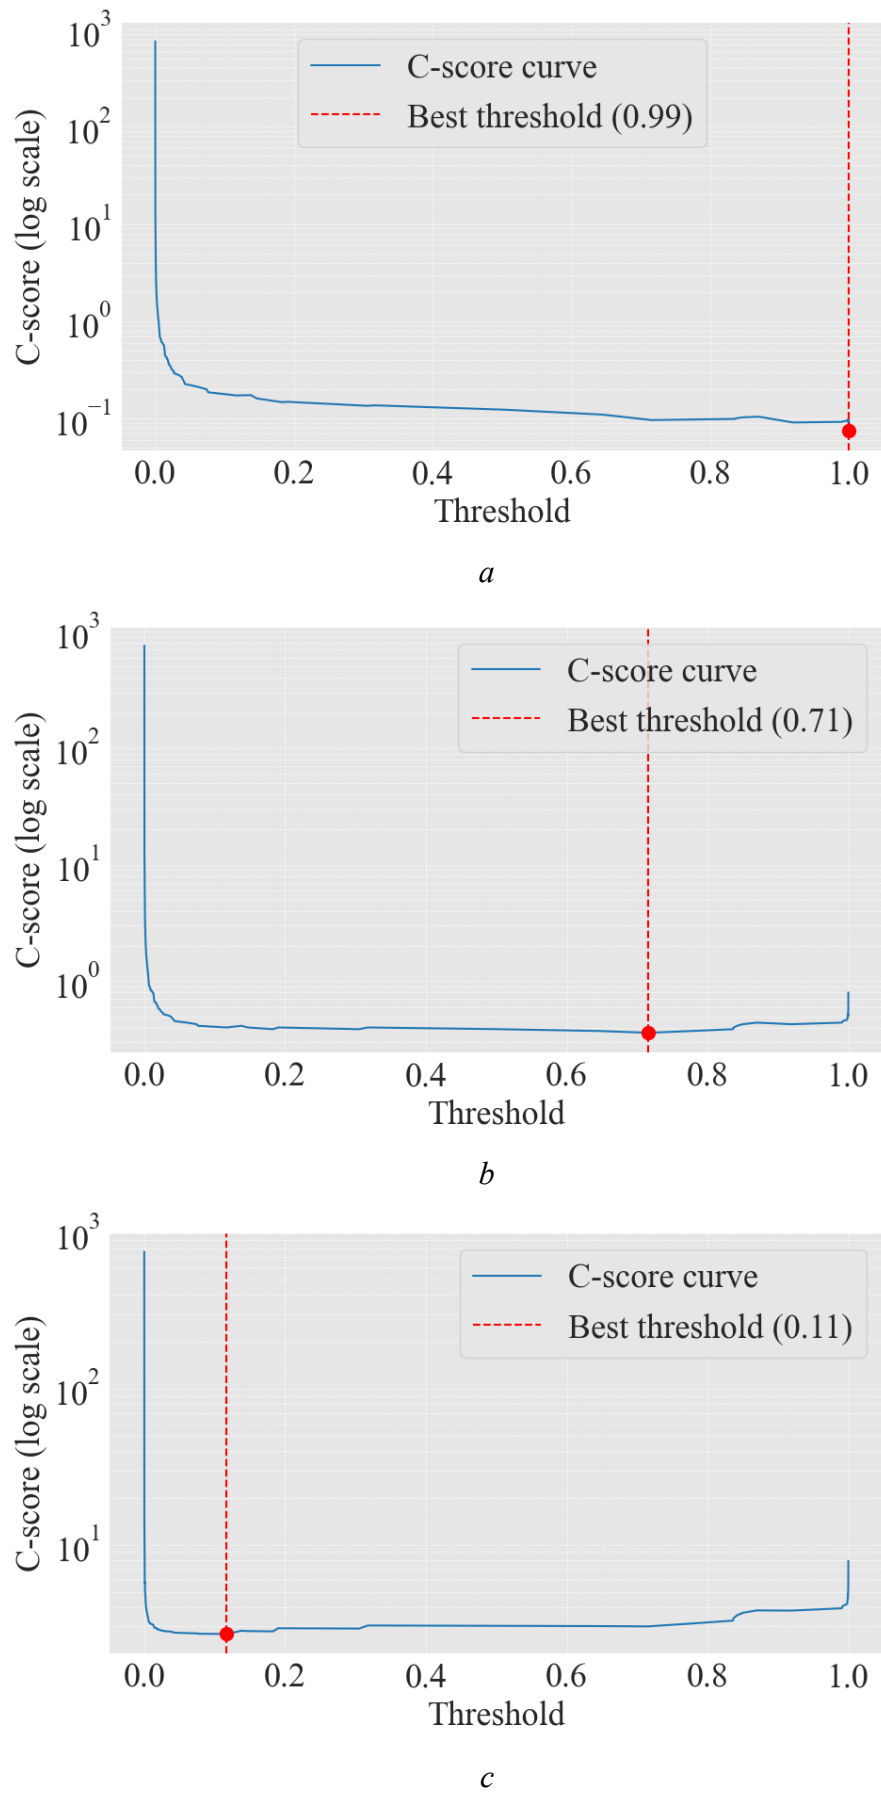 10^3
10^2
10^1
10^0
10^−1
C-score (log scale)
C-score curve
Best threshold (0.99)
0.0 0.2 0.4 0.6 0.8 1.0
Threshold
a
10^3
10^2
10^1
10^0
C-score (log scale)
C-score curve
Best threshold (0.71)
0.0 0.2 0.4 0.6 0.8 1.0
Threshold
b
10^3
10^2
10^1
C-score (log scale)
C-score curve
Best threshold (0.11)
0.0 0.2 0.4 0.6 0.8 1.0
Threshold
c